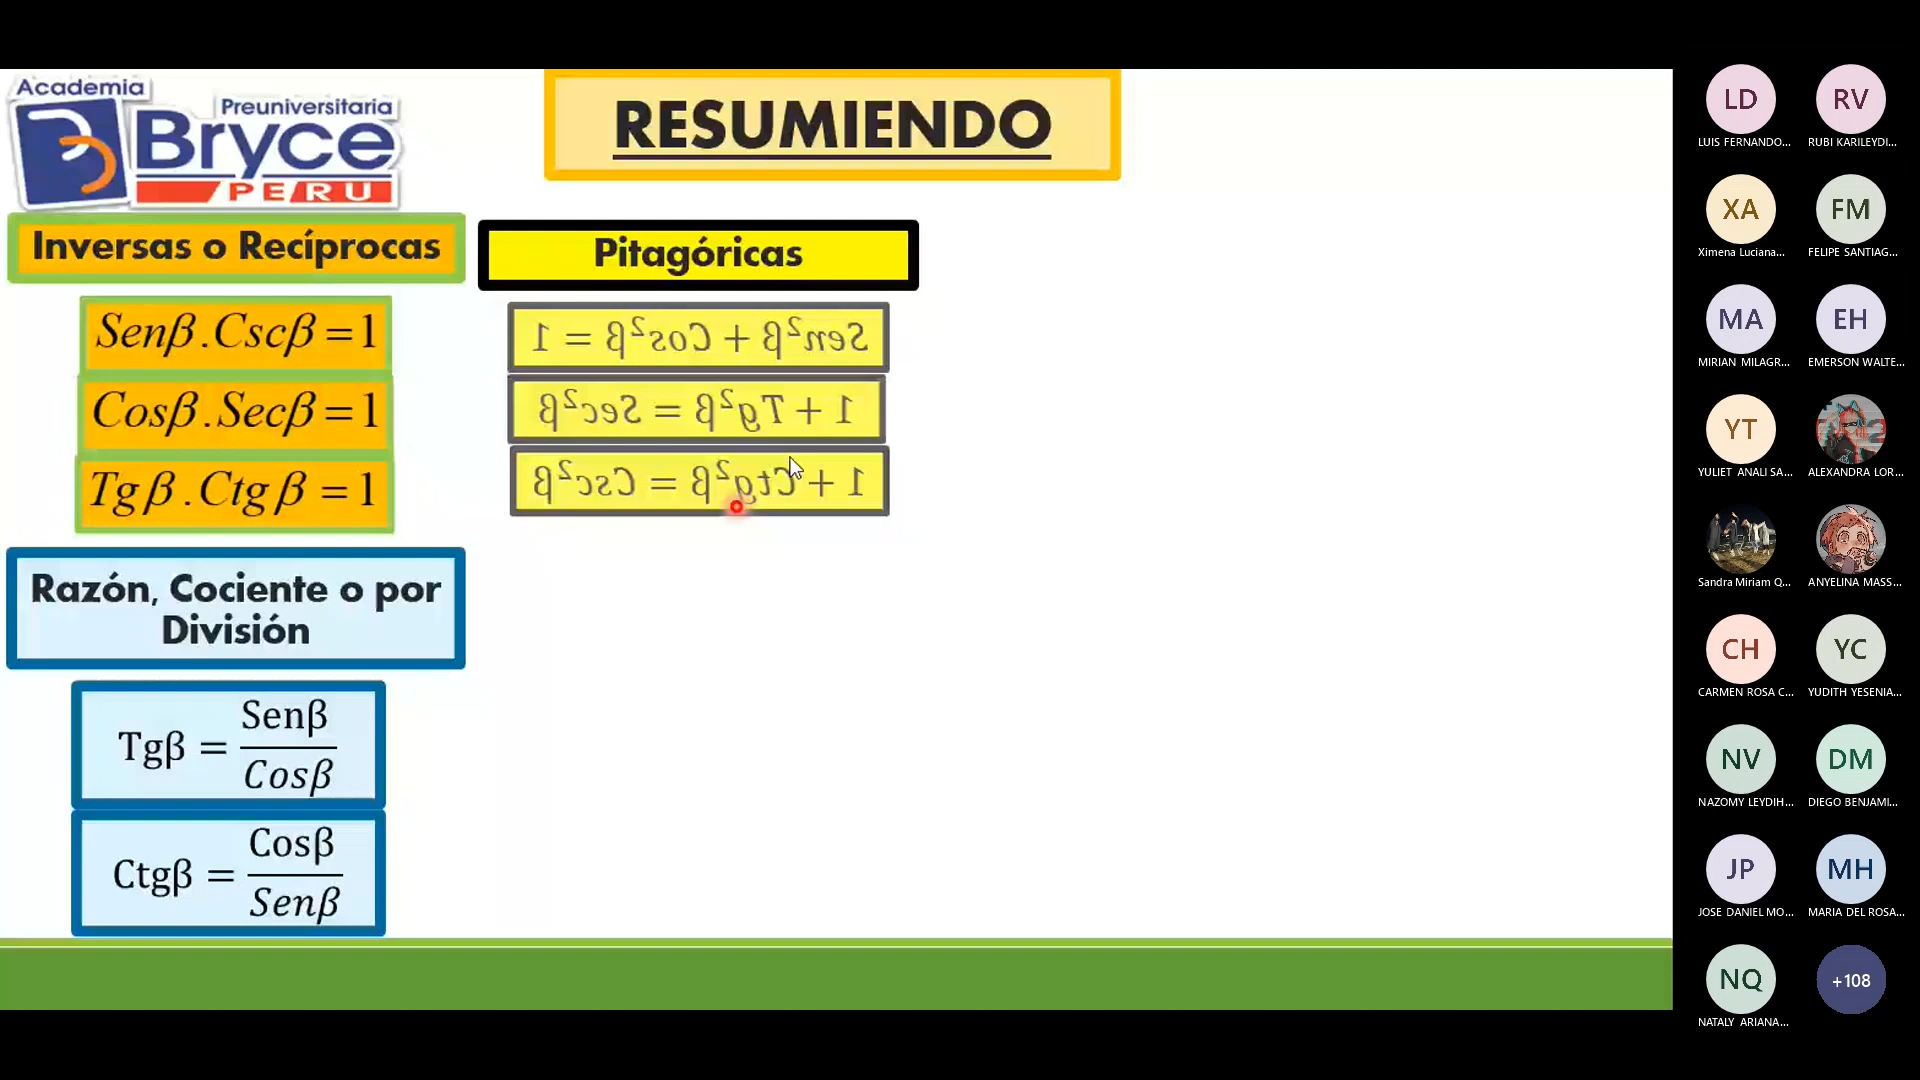 Academia
Preuniversitaria
Bryce
PERU
RESUMIENDO
Inversas o Recíprocas
Senβ.Cscβ=1
Cosβ.Secβ=1
Tgβ.Ctgβ=1
Pitagóricas
Sen²β + Cos²β = 1
1 + Tg²β = Sec²β
1 + Ctg²β = Csc²β
Razón, Cociente o por
División
Tgβ = Senβ/Cosβ
Ctgβ = Cosβ/Senβ
LD
LUIS FERNANDO...
RV
RUBI KARILEYDI...
XA
Ximena Luciana...
FM
FELIPE SANTIAG...
MA
MIRIAN MILAGR...
EH
EMERSON WALTE...
YT
YULIET ANALI SA...
ALEXANDRA LOR...
Sandra Miriam Q...
ANYELINA MASS...
CH
CARMEN ROSA C...
YC
YUDITH YESENIA...
NV
NAZOMY LEYDIH...
DM
DIEGO BENJAMI...
JP
JOSE DANIEL MO...
MH
MARIA DEL ROSA...
NQ
NATALY ARIANA...
+108